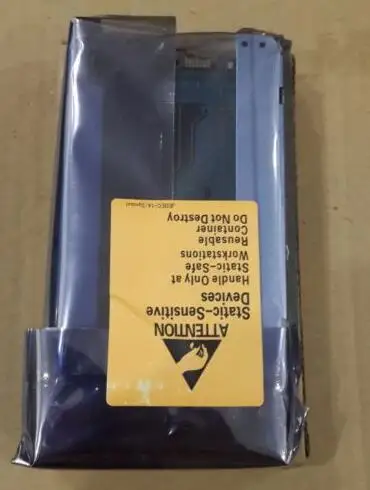 ATTENTION
Static-Sensitive
Devices
Handle Only at
Static-Safe
Workstations
Reusable
Container
Do Not Destroy